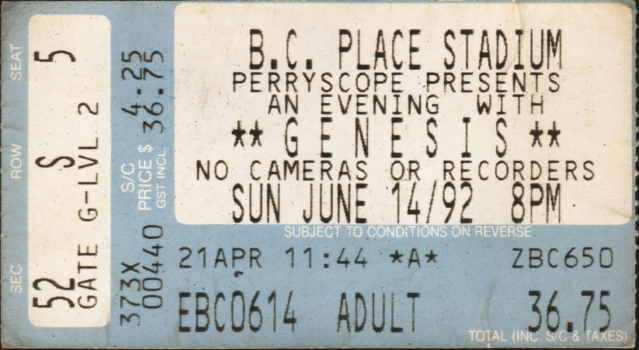 B.C. PLACE STADIUM
PERRYSCOPE PRESENTS
AN EVENING WITH
** GENESIS **
NO CAMERAS OR RECORDERS
SUN JUNE 14/92 8PM
SUBJECT TO CONDITIONS ON REVERSE
21APR 11:44 *A* ZBC650
EBC0614 ADULT 36.75
TOTAL (INC. S/C & TAXES)
SEC ROW SEAT
52 S 5
GATE G-LVL 2
S/C 4.25
PRICE $ 36.75
GST INCL.
373X
00440